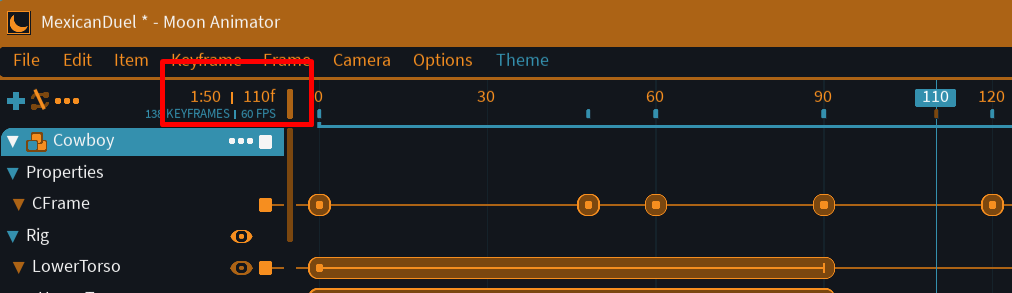 MexicanDuel * - Moon Animator
File Edit Item Keyframe Frame Camera Options Theme
1:50 | 110f 0 30 60 90 110 120
138 KEYFRAMES | 60 FPS
Cowboy
Properties
CFrame
Rig
LowerTorso